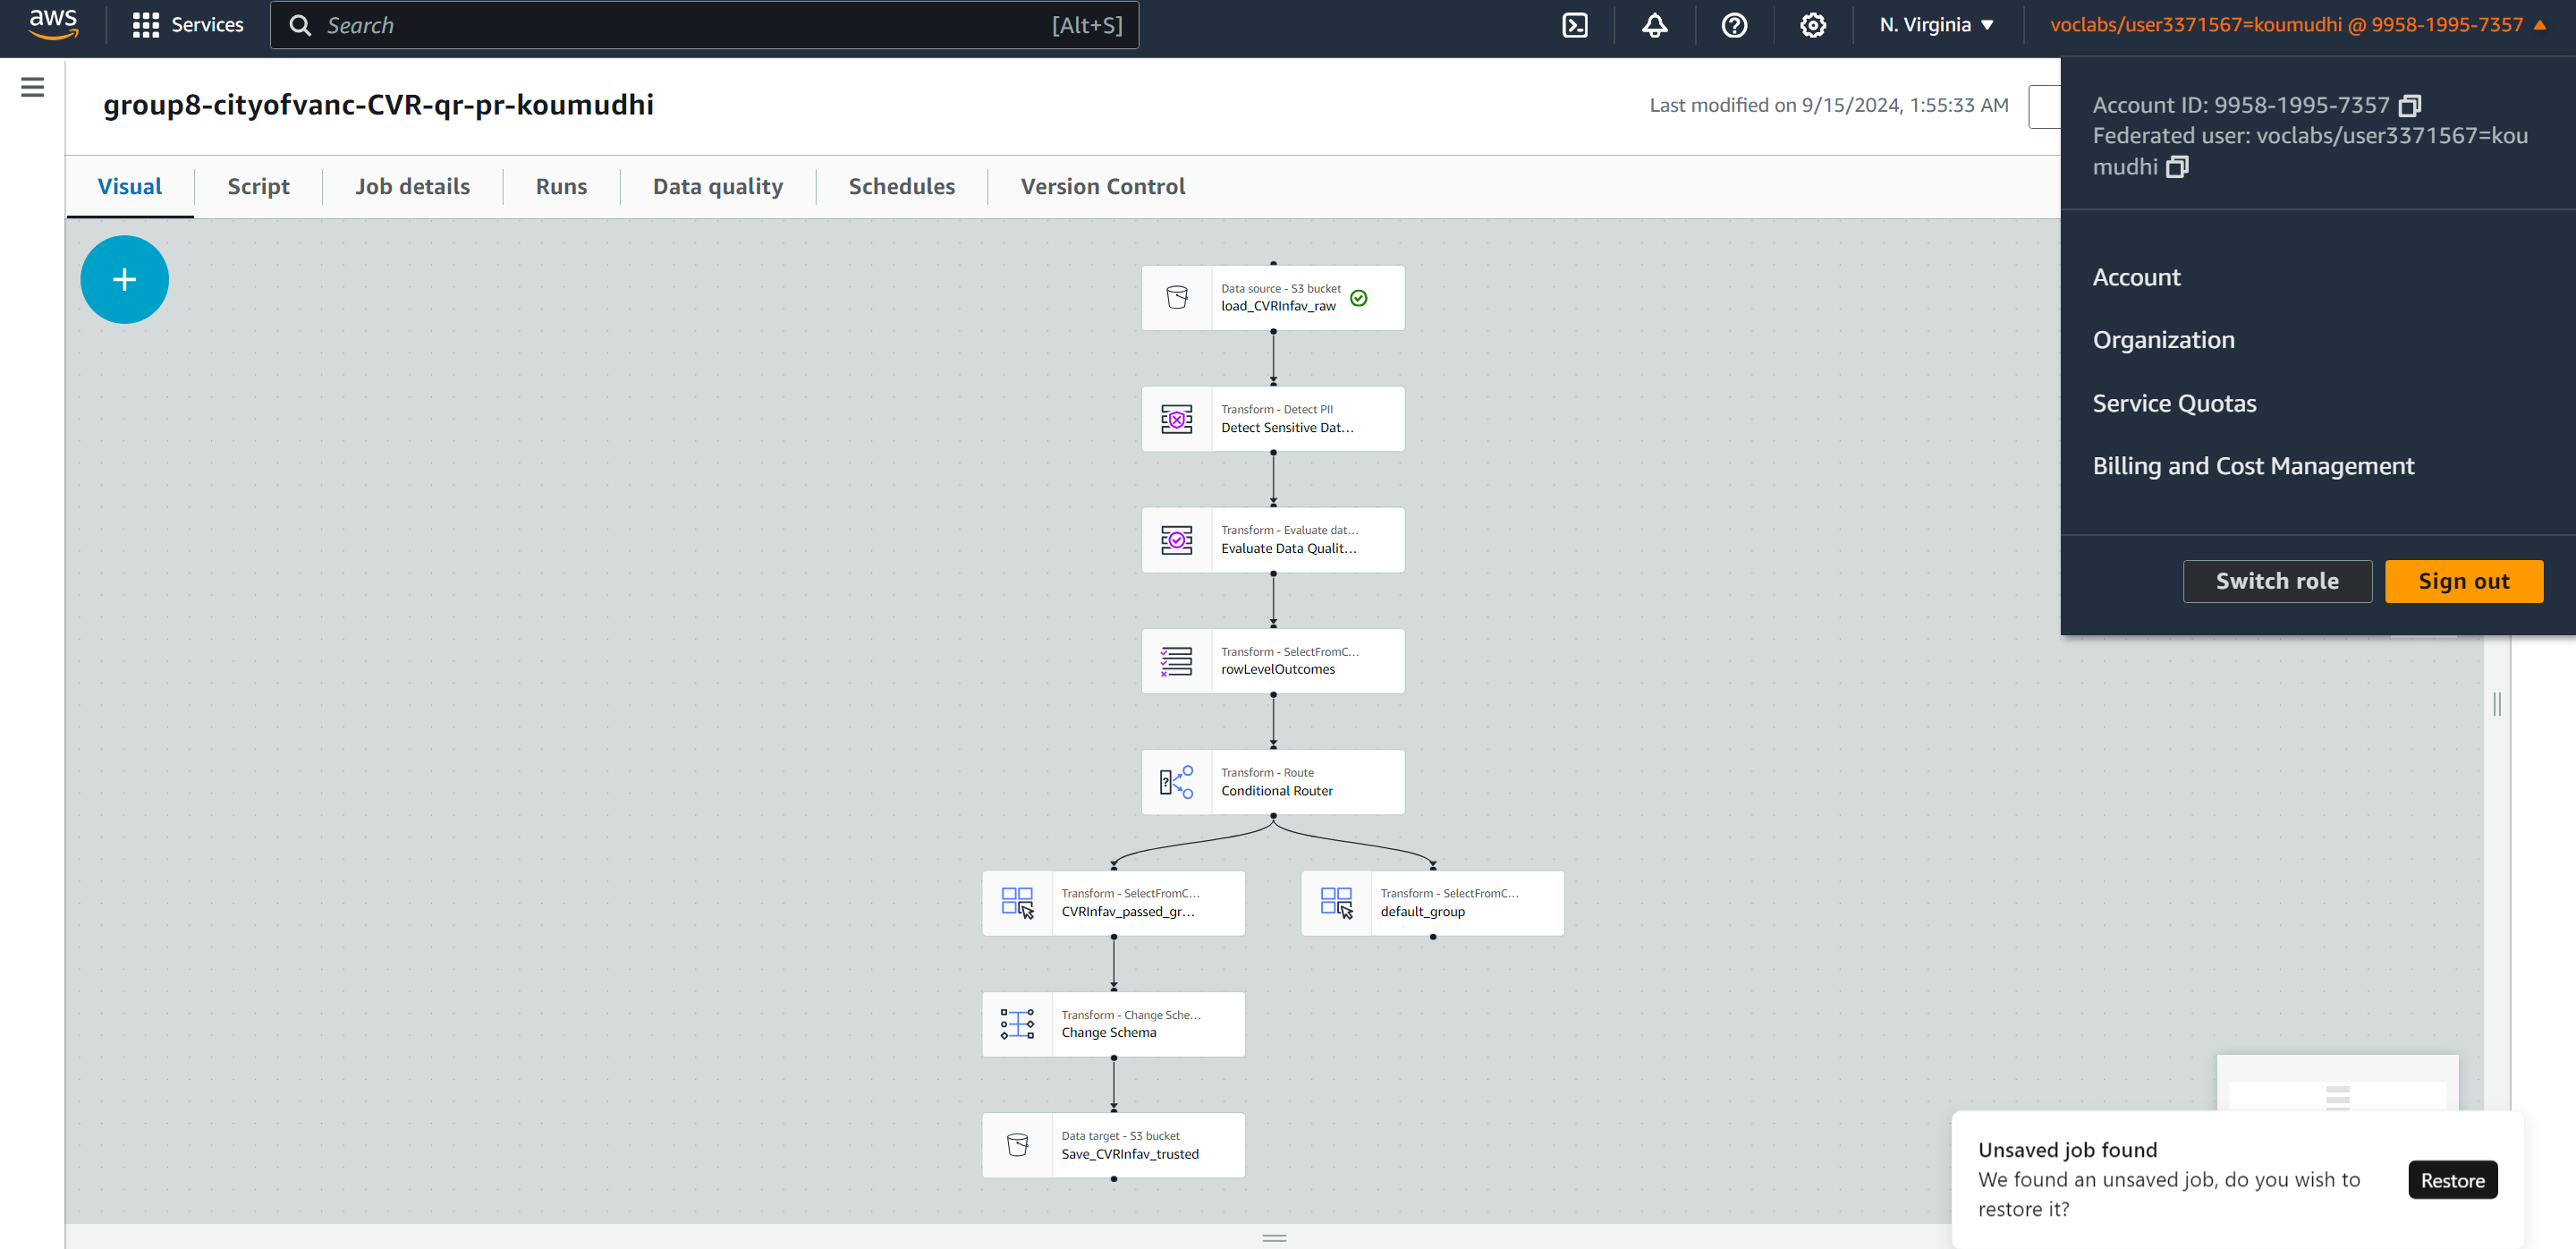 aws
Services
Search
[Alt+S]
N. Virginia
voclabs/user3371567=koumudhi @ 9958-1995-7357
group8-cityofvanc-CVR-qr-pr-koumudhi
Last modified on 9/15/2024, 1:55:33 AM
Account ID: 9958-1995-7357
Federated user: voclabs/user3371567=kou
mudhi
Account
Organization
Service Quotas
Billing and Cost Management
Switch role
Sign out
Visual
Script
Job details
Runs
Data quality
Schedules
Version Control
+
Data source - S3 bucket
load_CVRInfav_raw
Transform - Detect PII
Detect Sensitive Dat...
Transform - Evaluate dat...
Evaluate Data Qualit...
Transform - SelectFromC...
rowLevelOutcomes
Transform - Route
Conditional Router
Transform - SelectFromC...
CVRInfav_passed_gr...
Transform - SelectFromC...
default_group
Transform - Change Sche...
Change Schema
Data target - S3 bucket
Save_CVRInfav_trusted
Unsaved job found
We found an unsaved job, do you wish to
restore it?
Restore